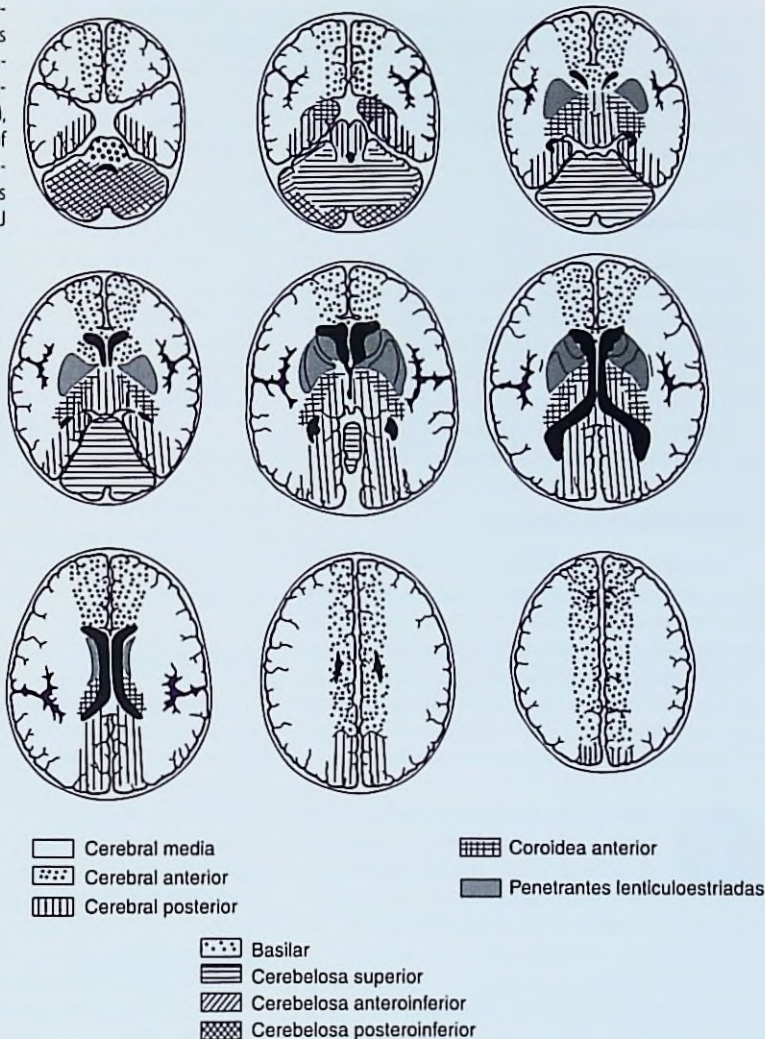 s
l,
f
s
J
Cerebral media
Cerebral anterior
Cerebral posterior
Coroidea anterior
Penetrantes lenticuloestriadas
Basilar
Cerebelosa superior
Cerebelosa anteroinferior
Cerebelosa posteroinferior